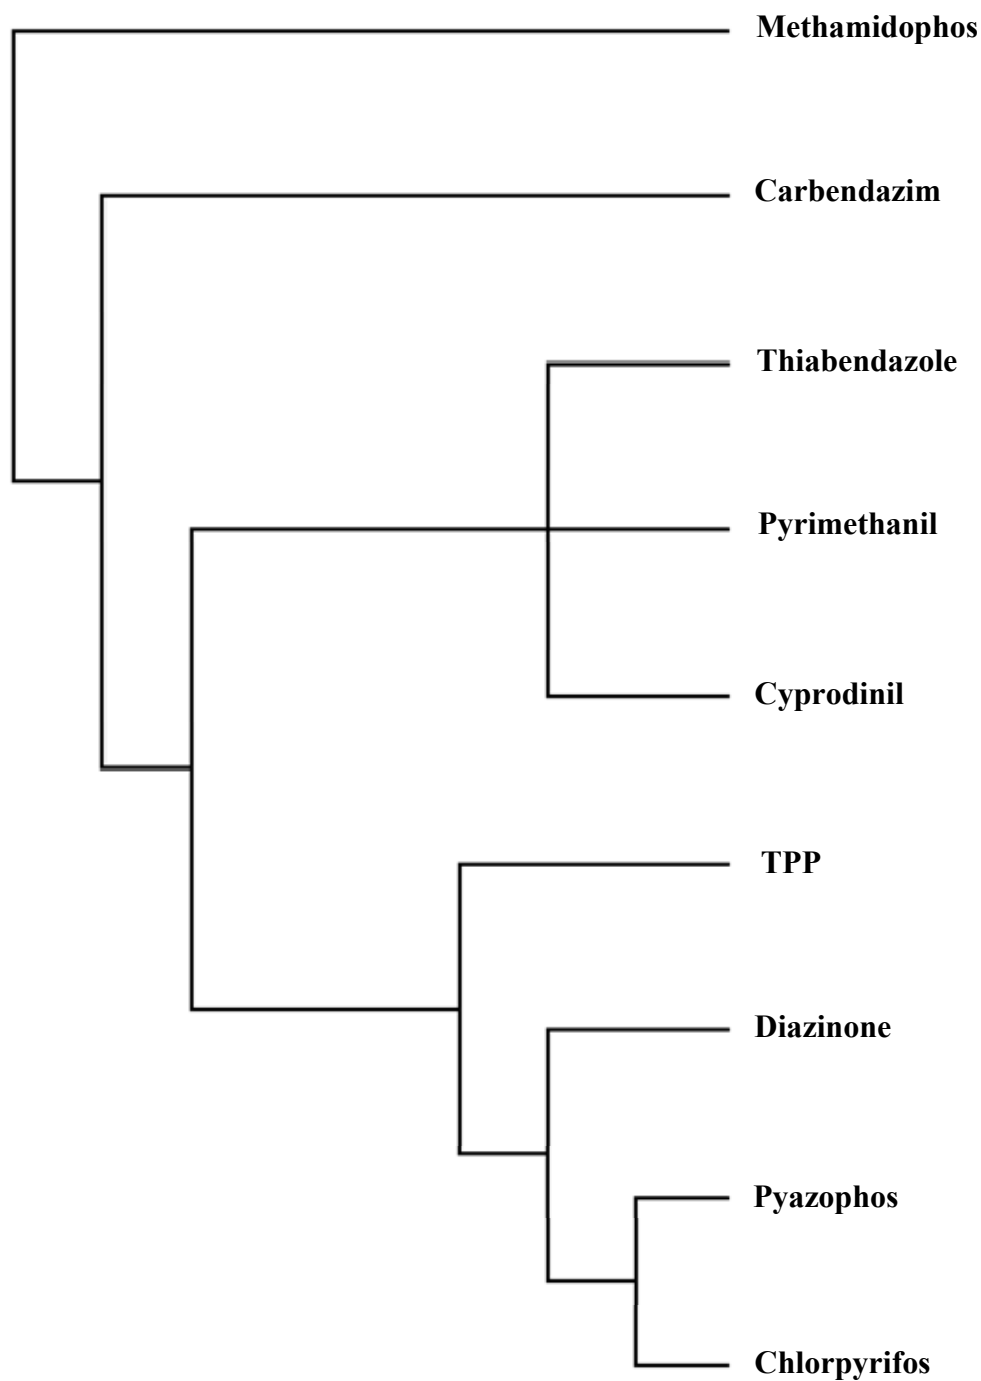 Methamidophos
Carbendazim
Thiabendazole
Pyrimethanil
Cyprodinil
TPP
Diazinone
Pyazophos
Chlorpyrifos